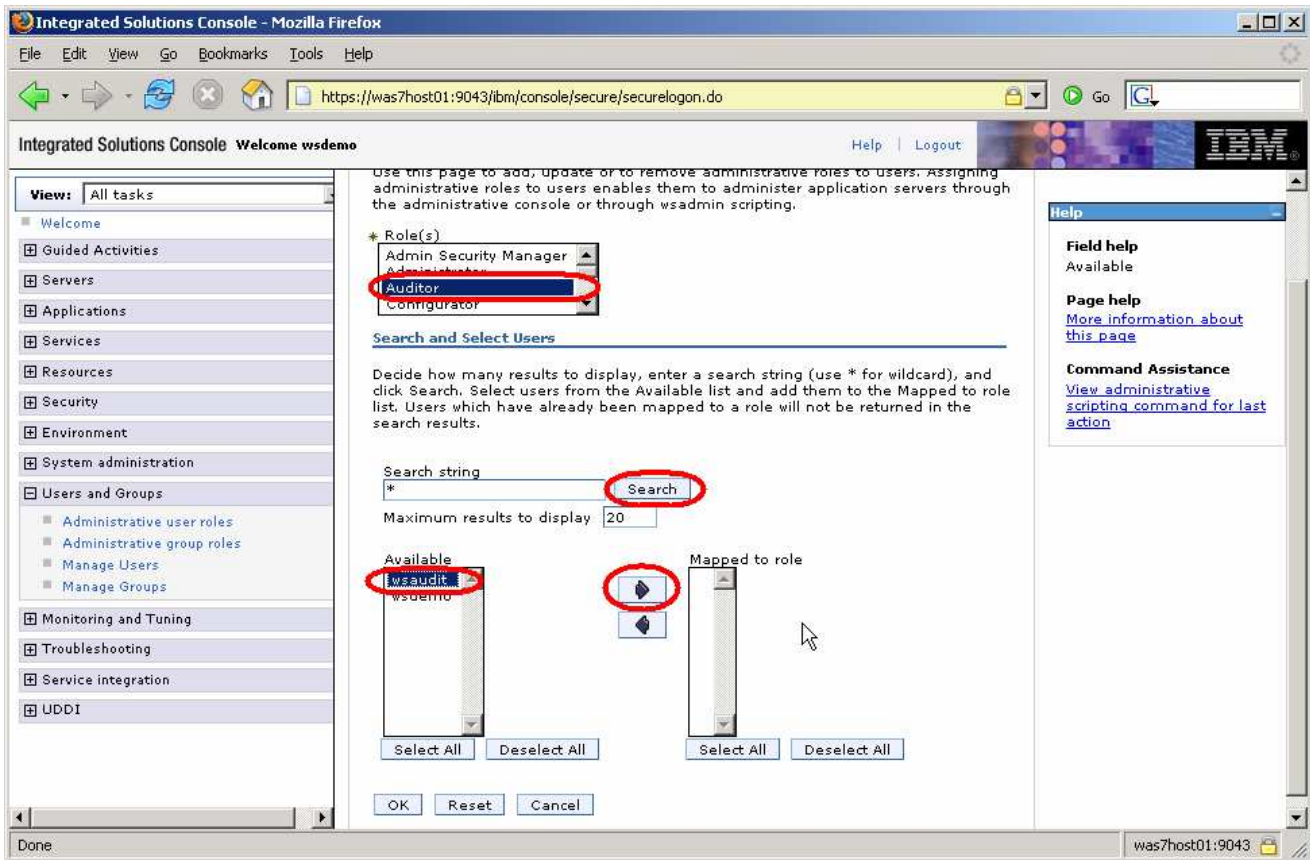 Integrated Solutions Console - Mozilla Firefox
File Edit View Go Bookmarks Tools Help
https://was7host01:9043/ibm/console/secure/securelogon.do
Go
G
Integrated Solutions Console Welcome wsdemo
Help | Logout
IBM
View: All tasks
Welcome
Guided Activities
Servers
Applications
Services
Resources
Security
Environment
System administration
Users and Groups
Administrative user roles
Administrative group roles
Manage Users
Manage Groups
Monitoring and Tuning
Troubleshooting
Service integration
UDDI
Use this page to add, update or to remove administrative roles to users. Assigning
administrative roles to users enables them to administer application servers through
the administrative console or through wsadmin scripting.
* Role(s)
Admin Security Manager
Administrator
Auditor
Configurator
Search and Select Users
Decide how many results to display, enter a search string (use * for wildcard), and
click Search. Select users from the Available list and add them to the Mapped to role
list. Users which have already been mapped to a role will not be returned in the
search results.
Search string
*
Search
Maximum results to display 20
Available
wsaudit
wsdemo
Mapped to role
Select All Deselect All
Select All Deselect All
OK Reset Cancel
Help
Field help
Available
Page help
More information about
this page
Command Assistance
View administrative
scripting command for last
action
Done
was7host01:9043